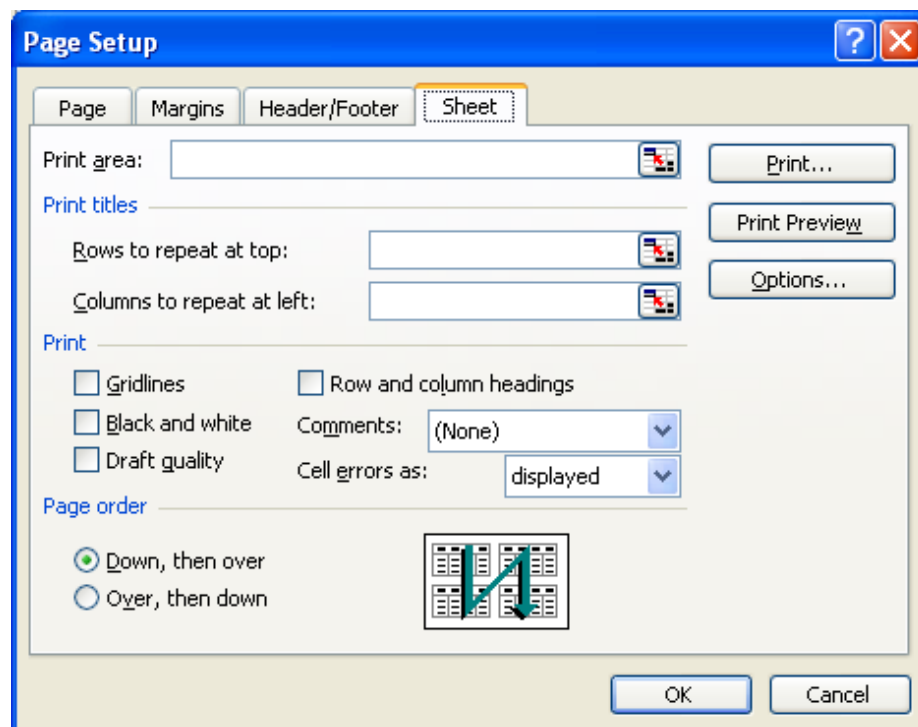 Page Setup
Page Margins Header/Footer Sheet
Print area:
Print...
Print titles
Print Preview
Rows to repeat at top:
Options...
Columns to repeat at left:
Print
Gridlines Row and column headings
Black and white Comments: (None)
Draft quality Cell errors as: displayed
Page order
Down, then over
Over, then down
OK Cancel